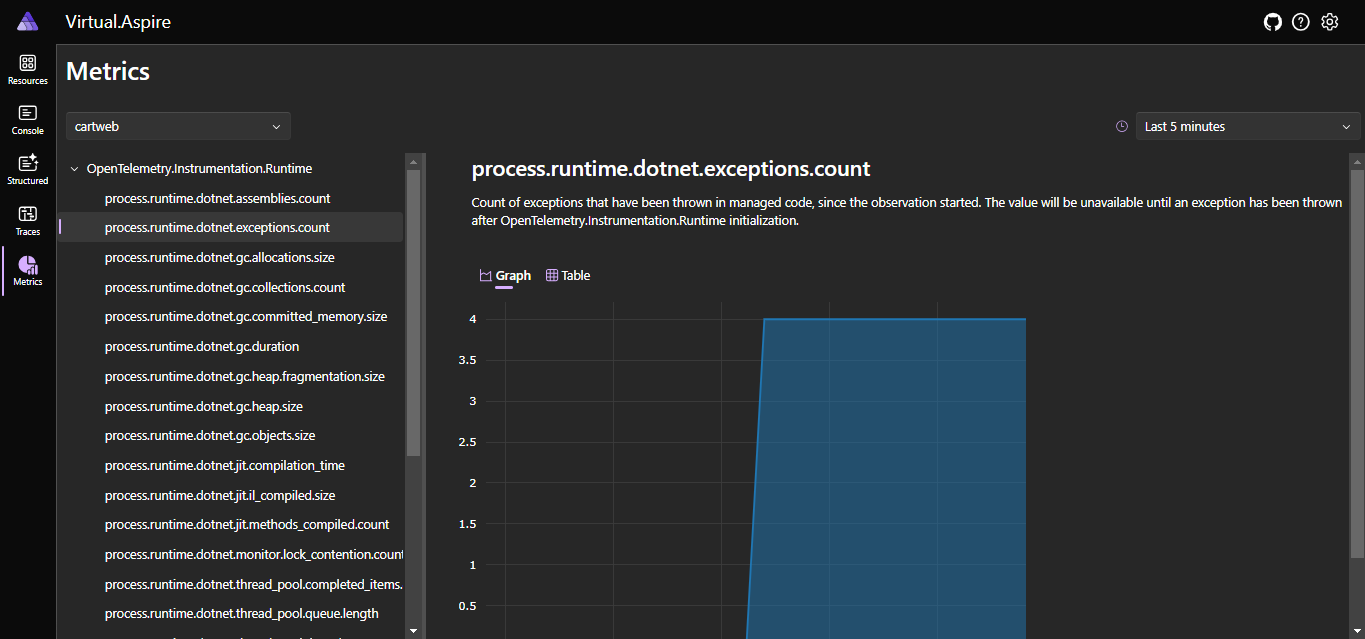 Virtual.Aspire
Resources
Console
Structured
Traces
Metrics
Metrics
cartweb
Last 5 minutes
OpenTelemetry.Instrumentation.Runtime
process.runtime.dotnet.assemblies.count
process.runtime.dotnet.exceptions.count
process.runtime.dotnet.gc.allocations.size
process.runtime.dotnet.gc.collections.count
process.runtime.dotnet.gc.committed_memory.size
process.runtime.dotnet.gc.duration
process.runtime.dotnet.gc.heap.fragmentation.size
process.runtime.dotnet.gc.heap.size
process.runtime.dotnet.gc.objects.size
process.runtime.dotnet.jit.compilation_time
process.runtime.dotnet.jit.il_compiled.size
process.runtime.dotnet.jit.methods_compiled.count
process.runtime.dotnet.monitor.lock_contention.count
process.runtime.dotnet.thread_pool.completed_items.
process.runtime.dotnet.thread_pool.queue.length
process.runtime.dotnet.exceptions.count
Count of exceptions that have been thrown in managed code, since the observation started. The value will be unavailable until an exception has been thrown
after OpenTelemetry.Instrumentation.Runtime initialization.
Graph
Table
4
3.5
3
2.5
2
1.5
1
0.5